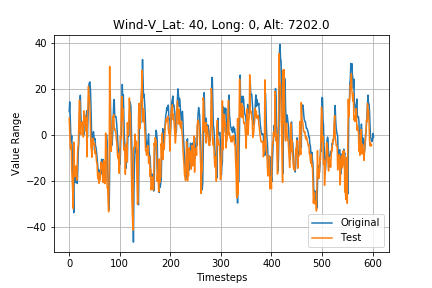 Wind-V_Lat: 40, Long: 0, Alt: 7202.0
40
20
0
−20
−40
Value Range
0 100 200 300 400 500 600
Timesteps
Original
Test